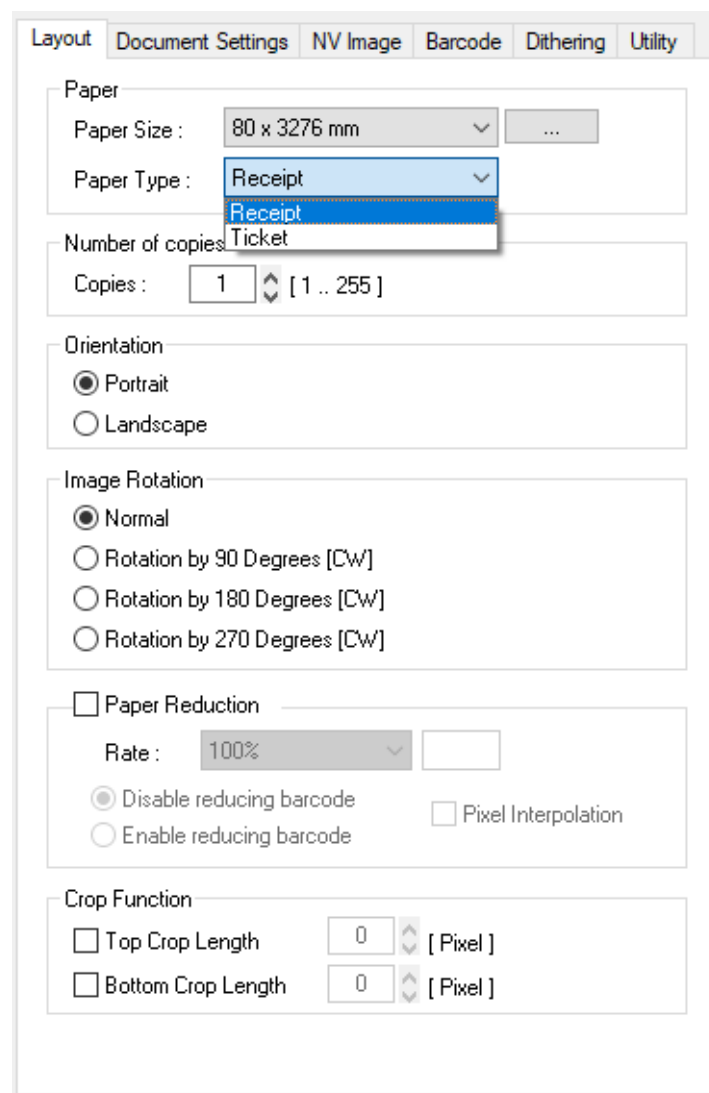 Layout Document Settings NV Image Barcode Dithering Utility
Paper
Paper Size : 80 x 3276 mm ...
Paper Type : Receipt
Receipt
Ticket
Number of copies
Copies : 1 [ 1 .. 255 ]
Orientation
Portrait
Landscape
Image Rotation
Normal
Rotation by 90 Degrees [CW]
Rotation by 180 Degrees [CW]
Rotation by 270 Degrees [CW]
Paper Reduction
Rate : 100%
Disable reducing barcode
Pixel Interpolation
Enable reducing barcode
Crop Function
Top Crop Length 0 [ Pixel ]
Bottom Crop Length 0 [ Pixel ]